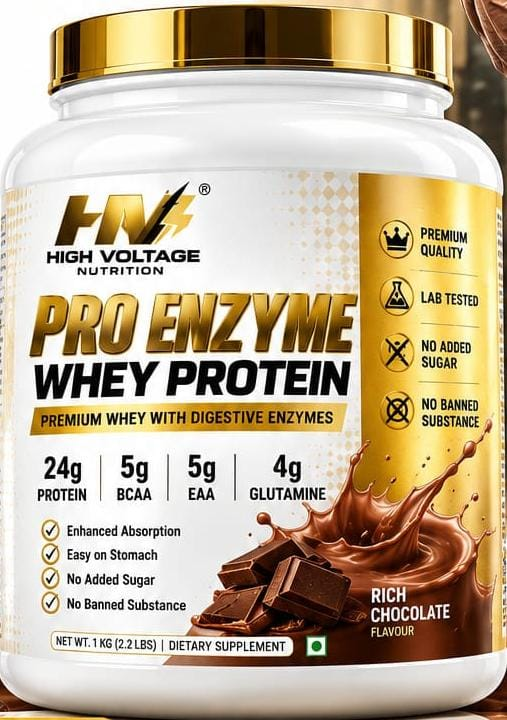 HN
®
HIGH VOLTAGE
NUTRITION
PRO ENZYME
WHEY PROTEIN
PREMIUM WHEY WITH DIGESTIVE ENZYMES
24g
PROTEIN
5g
BCAA
5g
EAA
4g
GLUTAMINE
Enhanced Absorption
Easy on Stomach
No Added Sugar
No Banned Substance
NET WT. 1 KG (2.2 LBS) | DIETARY SUPPLEMENT
PREMIUM
QUALITY
LAB TESTED
NO ADDED
SUGAR
NO BANNED
SUBSTANCE
RICH
CHOCOLATE
FLAVOUR